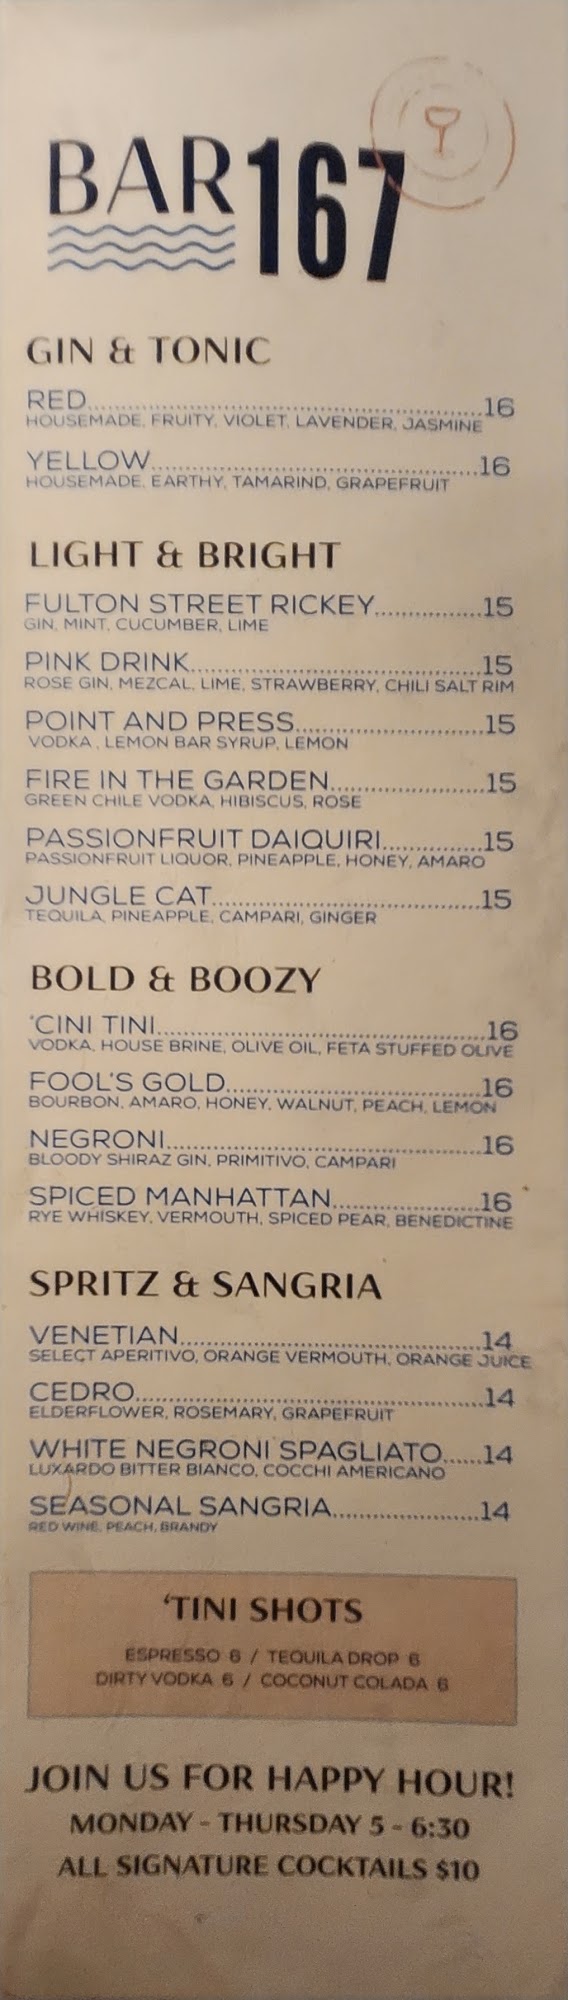 BAR 167
GIN & TONIC
RED..........16
HOUSEMADE, FRUITY, VIOLET, LAVENDER, JASMINE
YELLOW..........16
HOUSEMADE, EARTHY, TAMARIND, GRAPEFRUIT
LIGHT & BRIGHT
FULTON STREET RICKEY..........15
GIN, MINT, CUCUMBER, LIME
PINK DRINK..........15
ROSE GIN, MEZCAL, LIME, STRAWBERRY, CHILI SALT RIM
POINT AND PRESS..........15
VODKA , LEMON BAR SYRUP, LEMON
FIRE IN THE GARDEN..........15
GREEN CHILE VODKA, HIBISCUS, ROSE
PASSIONFRUIT DAIQUIRI..........15
PASSIONFRUIT LIQUOR, PINEAPPLE, HONEY, AMARO
JUNGLE CAT..........15
TEQUILA, PINEAPPLE, CAMPARI, GINGER
BOLD & BOOZY
'CINI TINI..........16
VODKA, HOUSE BRINE, OLIVE OIL, FETA STUFFED OLIVE
FOOL'S GOLD..........16
BOURBON, AMARO, HONEY, WALNUT, PEACH, LEMON
NEGRONI..........16
BLOODY SHIRAZ GIN, PRIMITIVO, CAMPARI
SPICED MANHATTAN..........16
RYE WHISKEY, VERMOUTH, SPICED PEAR, BENEDICTINE
SPRITZ & SANGRIA
VENETIAN..........14
SELECT APERITIVO, ORANGE VERMOUTH, ORANGE JUICE
CEDRO..........14
ELDERFLOWER, ROSEMARY, GRAPEFRUIT
WHITE NEGRONI SPAGLIATO......14
LUXARDO BITTER BIANCO, COCCHI AMERICANO
SEASONAL SANGRIA..........14
RED WINE, PEACH, BRANDY
'TINI SHOTS
ESPRESSO 6 / TEQUILA DROP 6
DIRTY VODKA 6 / COCONUT COLADA 6
JOIN US FOR HAPPY HOUR!
MONDAY - THURSDAY 5 - 6:30
ALL SIGNATURE COCKTAILS $10